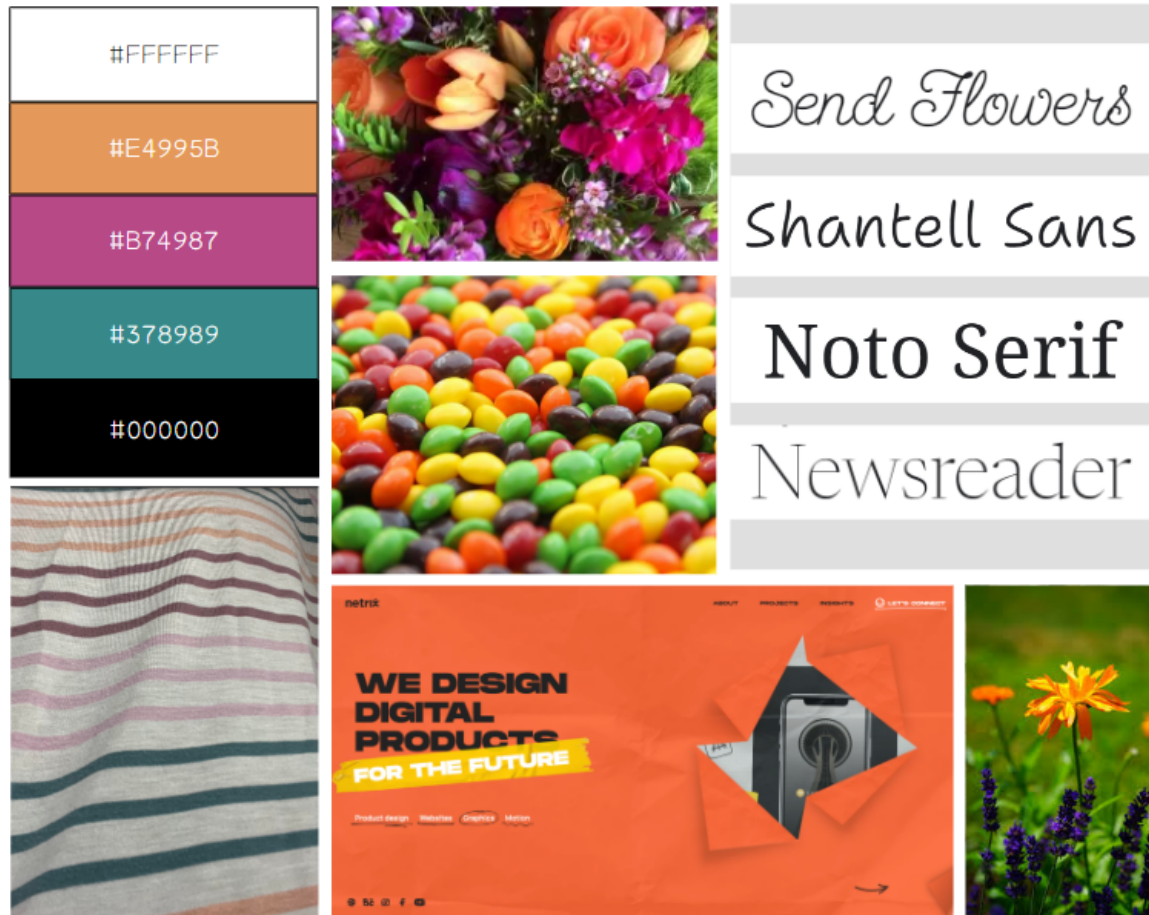 #FFFFFF
#E4995B
#B74987
#378989
#000000
Send Flowers
Shantell Sans
Noto Serif
Newsreader
netrix
ABOUT PROJECTS INSIGHTS LET'S CONNECT
WE DESIGN
DIGITAL
PRODUCTS
FOR THE FUTURE
Product design Websites Graphics Motion